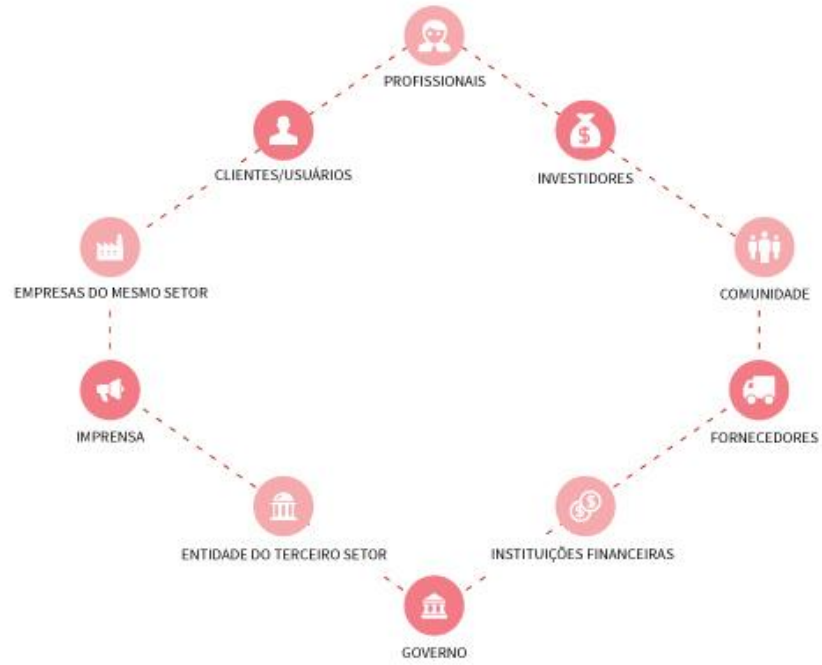 PROFISSIONAIS
CLIENTES/USUÁRIOS
INVESTIDORES
EMPRESAS DO MESMO SETOR
COMUNIDADE
IMPRENSA
FORNECEDORES
ENTIDADE DO TERCEIRO SETOR
INSTITUIÇÕES FINANCEIRAS
GOVERNO